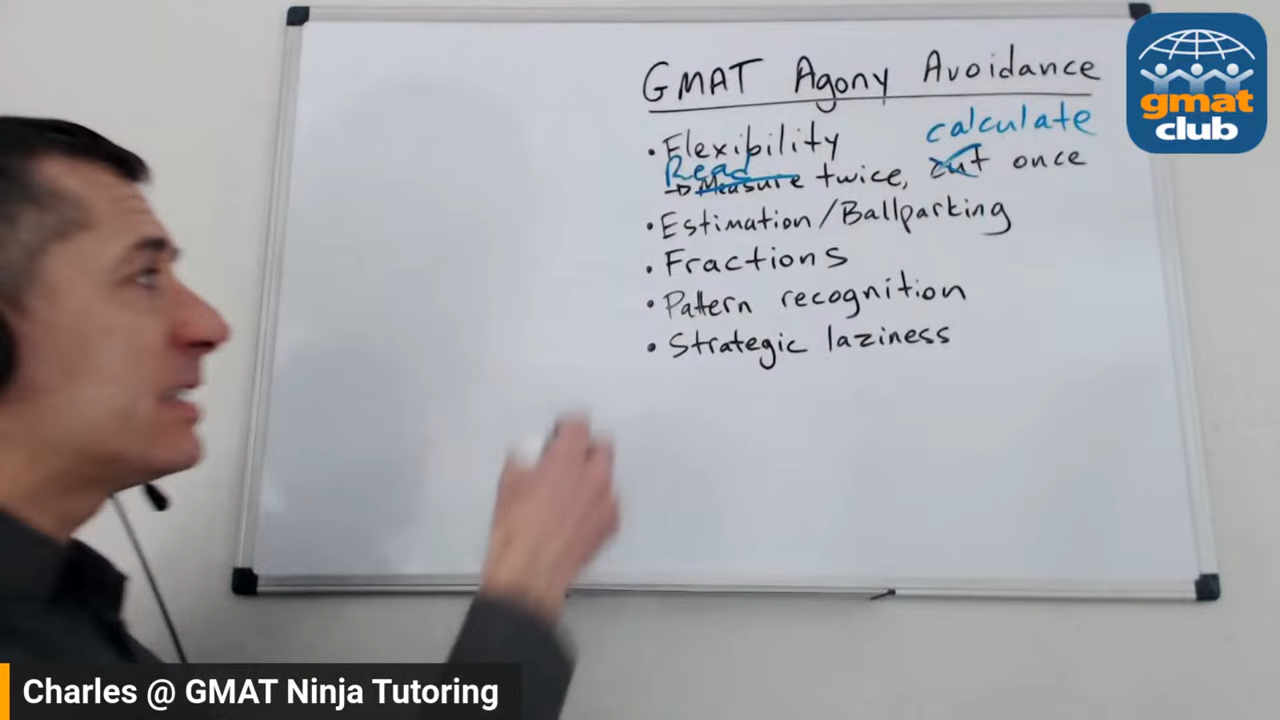 GMAT Agony Avoidance
• Flexibility
calculate
Read
→ Measure twice, cut once
• Estimation/Ballparking
• Fractions
• Pattern recognition
• Strategic laziness
gmat
club
Charles @ GMAT Ninja Tutoring